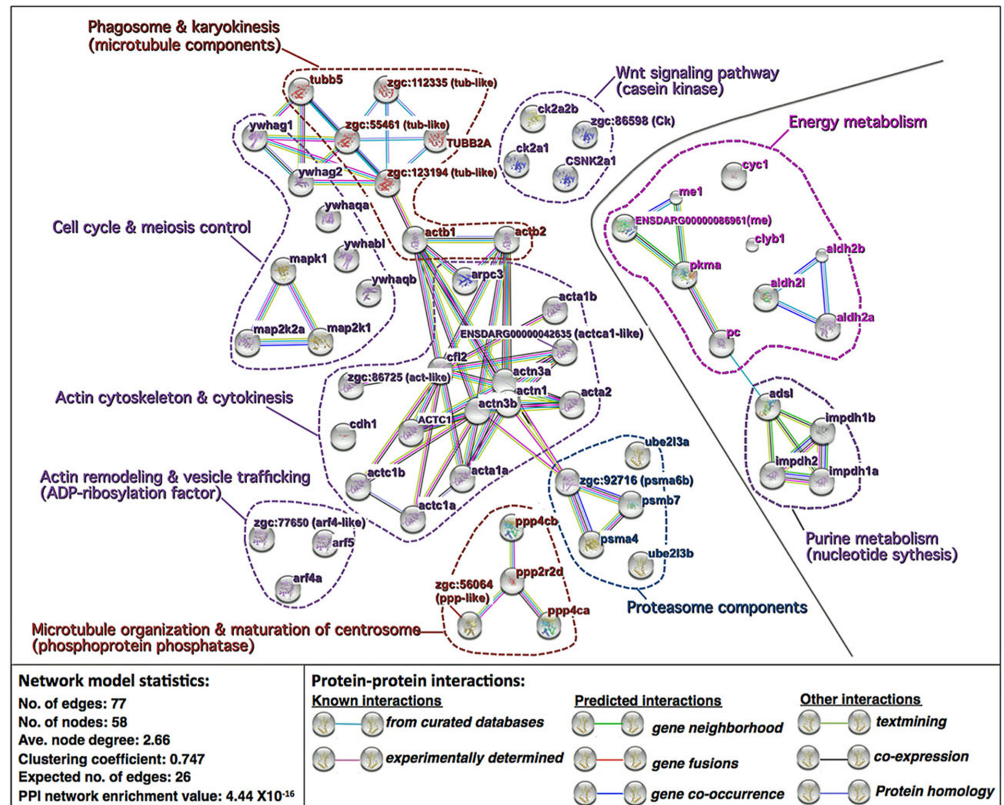 Phagosome & karyokinesis
(microtubule components)
tubb5
zgc:112335 (tub-like)
ywhag1
zgc:55461 (tub-like)
TUBB2A
ywhag2
zgc:123194 (tub-like)
Wnt signaling pathway
(casein kinase)
ck2a2b
zgc:86598 (Ck)
ck2a1
CSNK2a1
Energy metabolism
cyc1
me1
ENSDARG00000086961(me)
clyb1
pkma
aldh2b
aldh2l
aldh2a
pc
Cell cycle & meiosis control
ywhaqa
ywhabl
mapk1
ywhaqb
map2k2a
map2k1
actb1
actb2
arpc3
acta1b
ENSDARG00000042635 (actca1-like)
cfl2
zgc:86725 (act-like)
actn3a
actn1
actn3b
acta2
Actin cytoskeleton & cytokinesis
ACTC1
cdh1
actc1b
acta1a
actc1a
adsl
impdh1b
impdh2
impdh1a
Purine metabolism
(nucleotide sythesis)
Actin remodeling & vesicle trafficking
(ADP-ribosylation factor)
zgc:77650 (arf4-like)
arf5
arf4a
ube2l3a
zgc:92716 (psma6b)
psmb7
psma4
ube2l3b
Proteasome components
ppp4cb
ppp2r2d
zgc:56064
(ppp-like)
ppp4ca
Microtubule organization & maturation of centrosome
(phosphoprotein phosphatase)
Network model statistics:
No. of edges: 77
No. of nodes: 58
Ave. node degree: 2.66
Clustering coefficient: 0.747
Expected no. of edges: 26
PPI network enrichment value: 4.44 X10-16
Protein-protein interactions:
Known interactions
from curated databases
experimentally determined
Predicted interactions
gene neighborhood
gene fusions
gene co-occurrence
Other interactions
textmining
co-expression
Protein homology